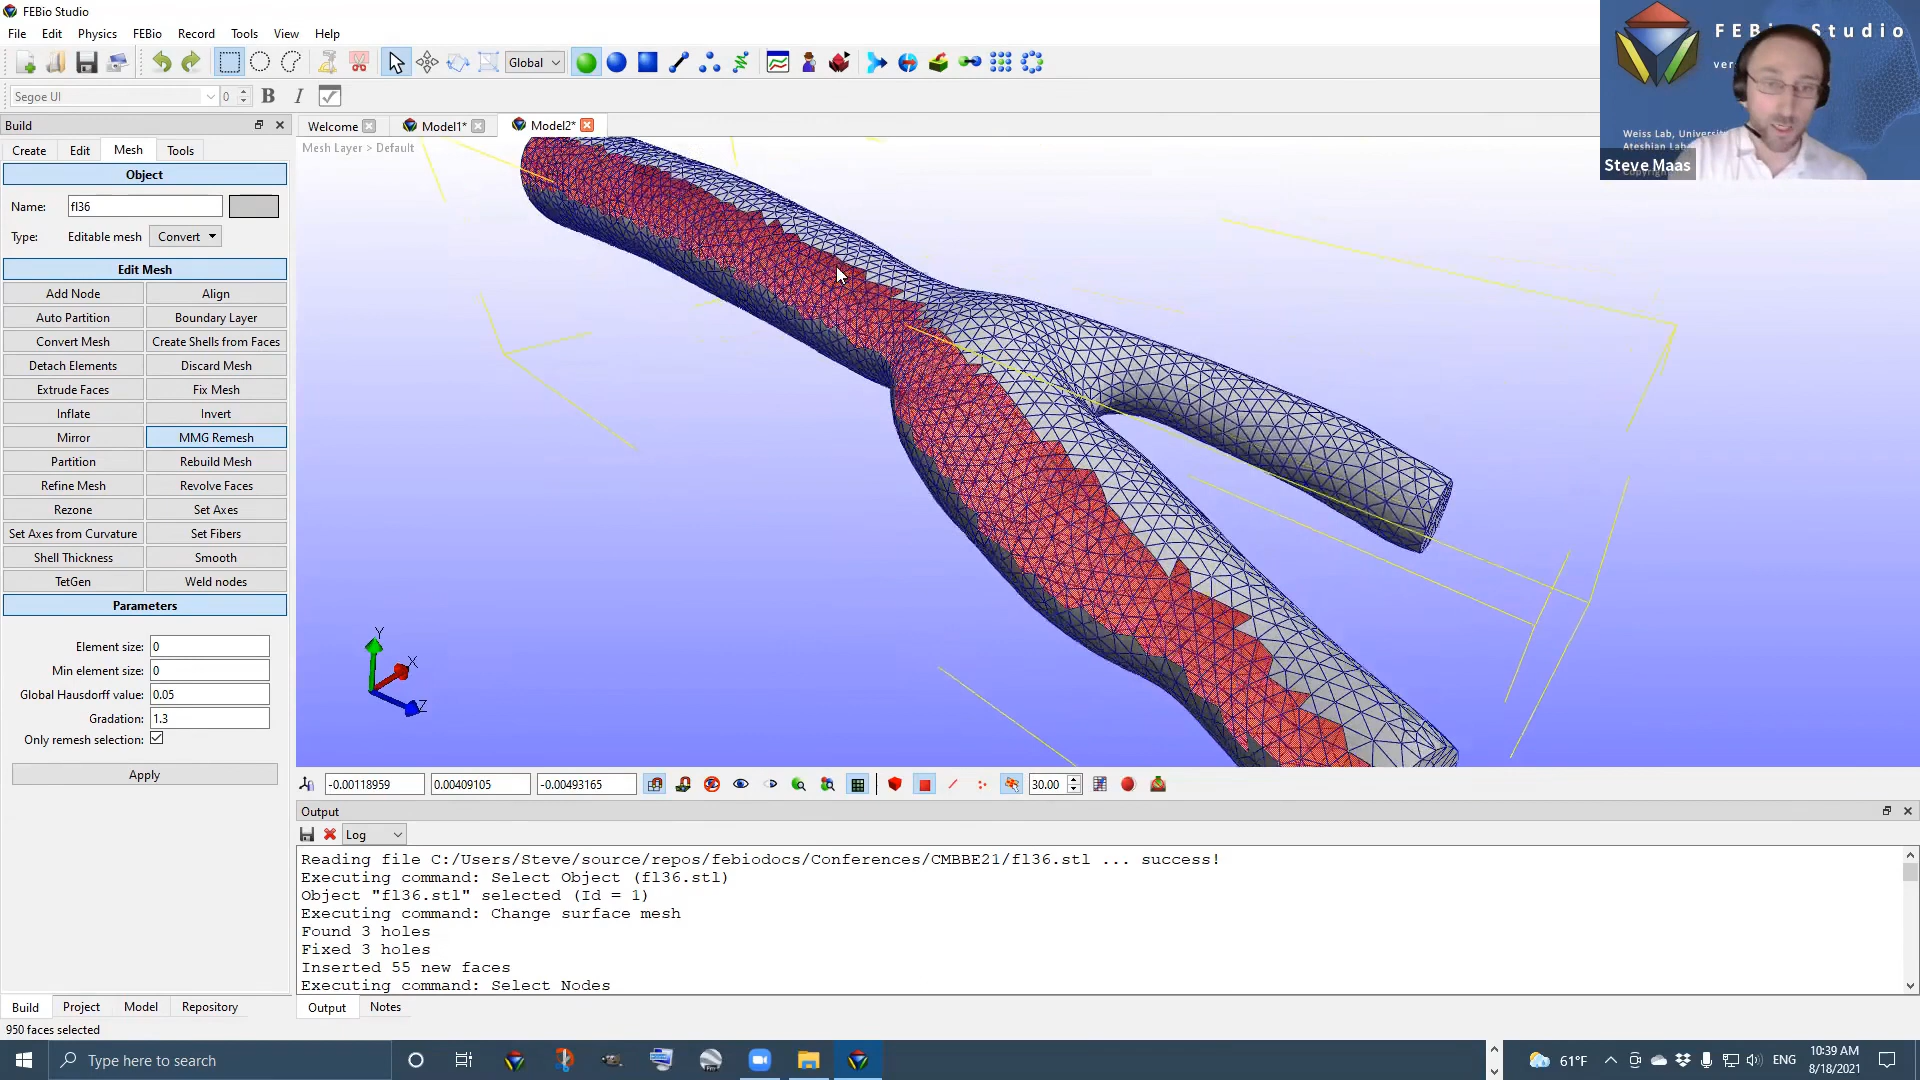 FEBio Studio
File Edit Physics FEBio Record Tools View Help
Global
Segoe UI 0 B I
Build
Welcome Model1* Model2*
Create Edit Mesh Tools
Mesh Layer > Default
Object
Name: fl36
Type: Editable mesh Convert
Edit Mesh
Add Node Align
Auto Partition Boundary Layer
Convert Mesh Create Shells from Faces
Detach Elements Discard Mesh
Extrude Faces Fix Mesh
Inflate Invert
Mirror MMG Remesh
Partition Rebuild Mesh
Refine Mesh Revolve Faces
Rezone Set Axes
Set Axes from Curvature Set Fibers
Shell Thickness Smooth
TetGen Weld nodes
Parameters
Element size: 0
Min element size: 0
Global Hausdorff value: 0.05
Gradation: 1.3
Only remesh selection:
Apply
Y
X
Z
-0.00118959 0.00409105 -0.00493165 30.00
Output
Log
Reading file C:/Users/Steve/source/repos/febiodocs/Conferences/CMBBE21/fl36.stl ... success!
Executing command: Select Object (fl36.stl)
Object "fl36.stl" selected (Id = 1)
Executing command: Change surface mesh
Found 3 holes
Fixed 3 holes
Inserted 55 new faces
Executing command: Select Nodes
Build Project Model Repository
Output Notes
950 faces selected
Type here to search
61°F ENG
10:39 AM
8/18/2021
Studio
Weiss Lab,
Steve Maas